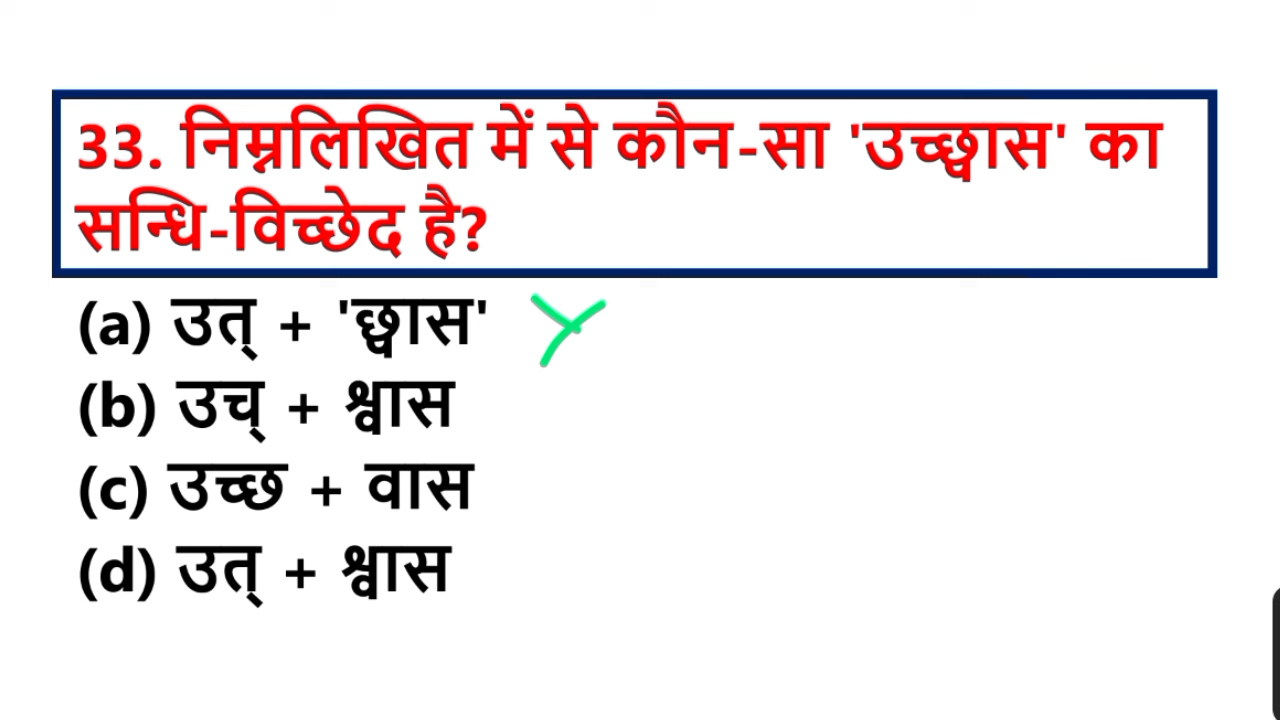 33. निम्नलिखित में से कौन-सा 'उच्छ्वास' का
सन्धि-विच्छेद है?
(a) उत् + 'छ्वास'
(b) उच् + श्वास
(c) उच्छ + वास
(d) उत् + श्वास